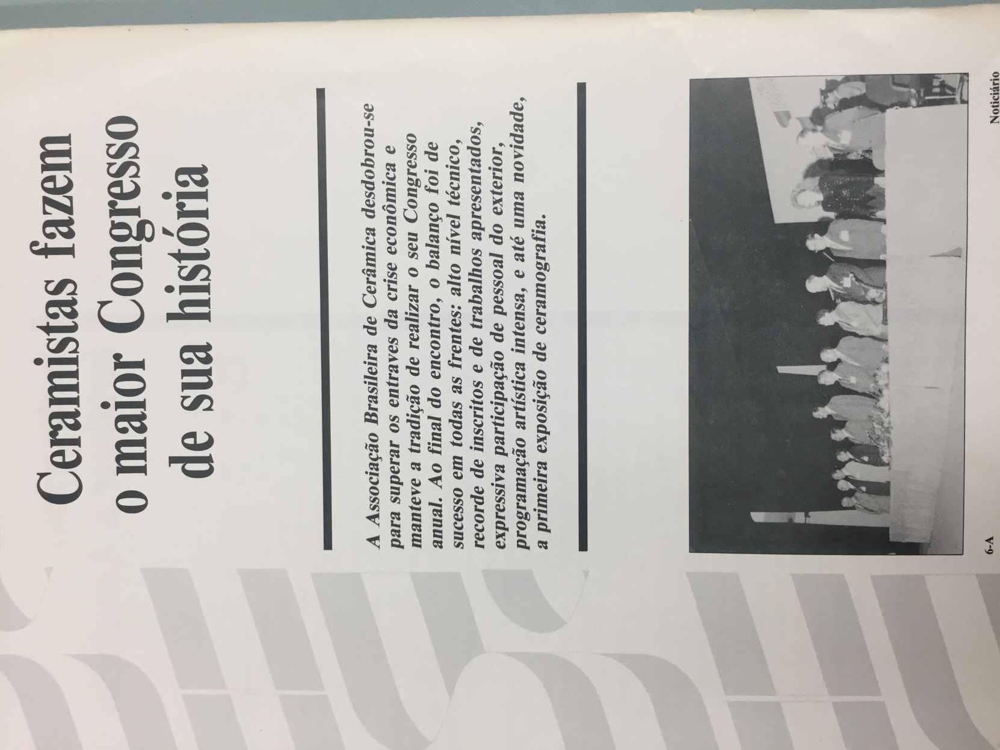 Ceramistas fazem
o maior Congresso
de sua história
A Associação Brasileira de Cerâmica desdobrou-se
para superar os entraves da crise econômica e
manteve a tradição de realizar o seu Congresso
anual. Ao final do encontro, o balanço foi de
sucesso em todas as frentes: alto nível técnico,
recorde de inscritos e de trabalhos apresentados,
expressiva participação de pessoal do exterior,
programação artística intensa, e até uma novidade,
a primeira exposição de ceramografia.
6-A
Noticiário